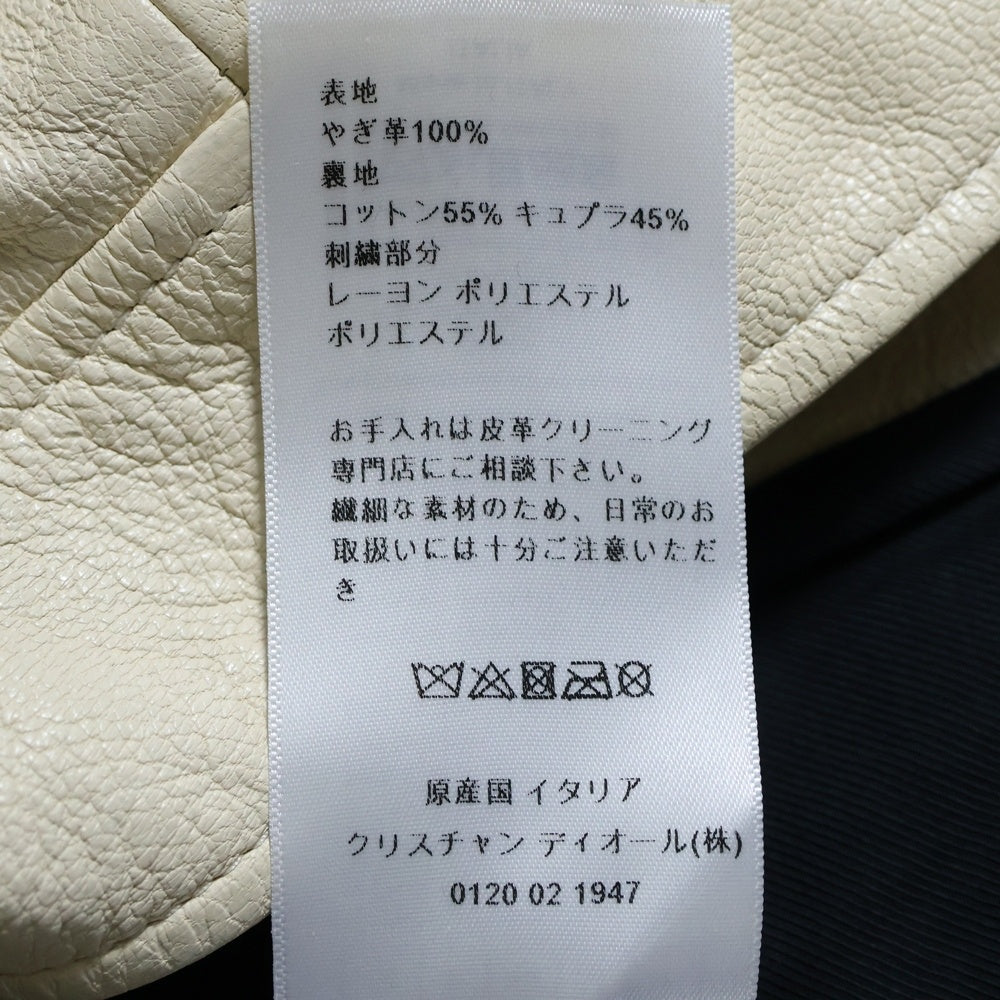 表地
やぎ革100%
裏地
コットン55% キュプラ45%
刺繍部分
レーヨン ポリエステル
ポリエステル
お手入れは皮革クリーニング
専門店にご相談下さい。
繊細な素材のため、日常のお
取扱いには十分ご注意いただ
き
原産国 イタリア
クリスチャン ディオール(株)
0120 02 1947